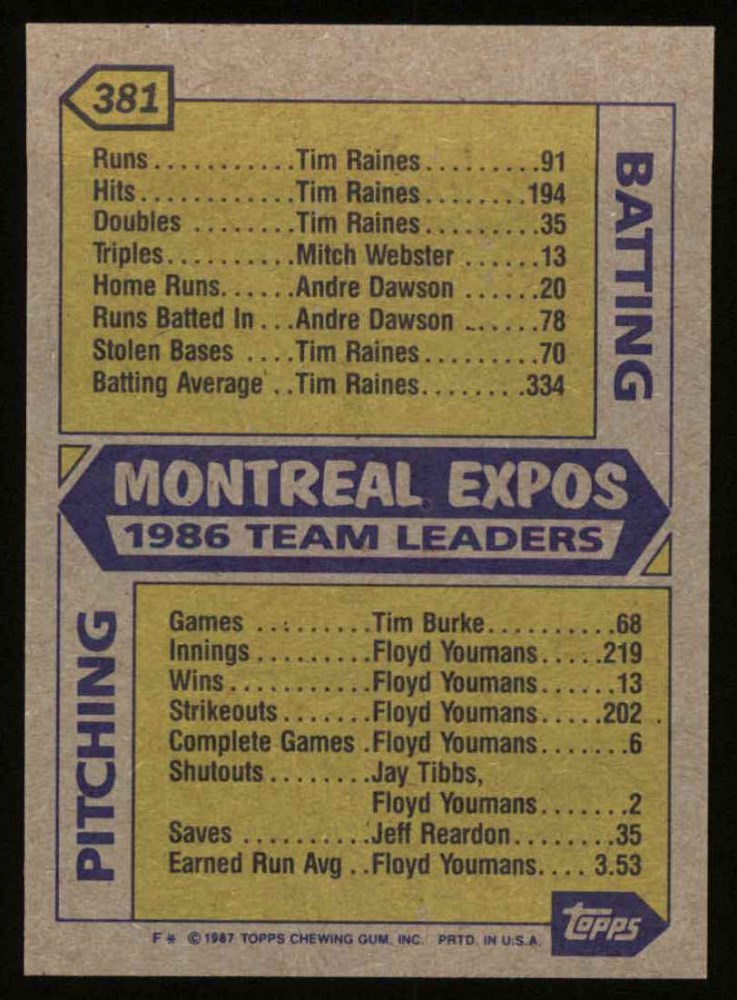 381
Runs...........Tim Raines.........91
Hits.............Tim Raines........194
Doubles ........Tim Raines.........35
Triples..........Mitch Webster ......13
Home Runs......Andre Dawson ......20
Runs Batted In ...Andre Dawson ......78
Stolen Bases ....Tim Raines.........70
Batting Average ..Tim Raines........334
BATTING
MONTREAL EXPOS
1986 TEAM LEADERS
PITCHING
Games .........Tim Burke..........68
Innings..........Floyd Youmans.....219
Wins............Floyd Youmans......13
Strikeouts.......Floyd Youmans.....202
Complete Games .Floyd Youmans.......6
Shutouts........Jay Tibbs,
Floyd Youmans.......2
Saves ..........Jeff Reardon........35
Earned Run Avg ..Floyd Youmans.... 3.53
topps
F* ©1987 TOPPS CHEWING GUM, INC. PRTD. IN U.S.A.